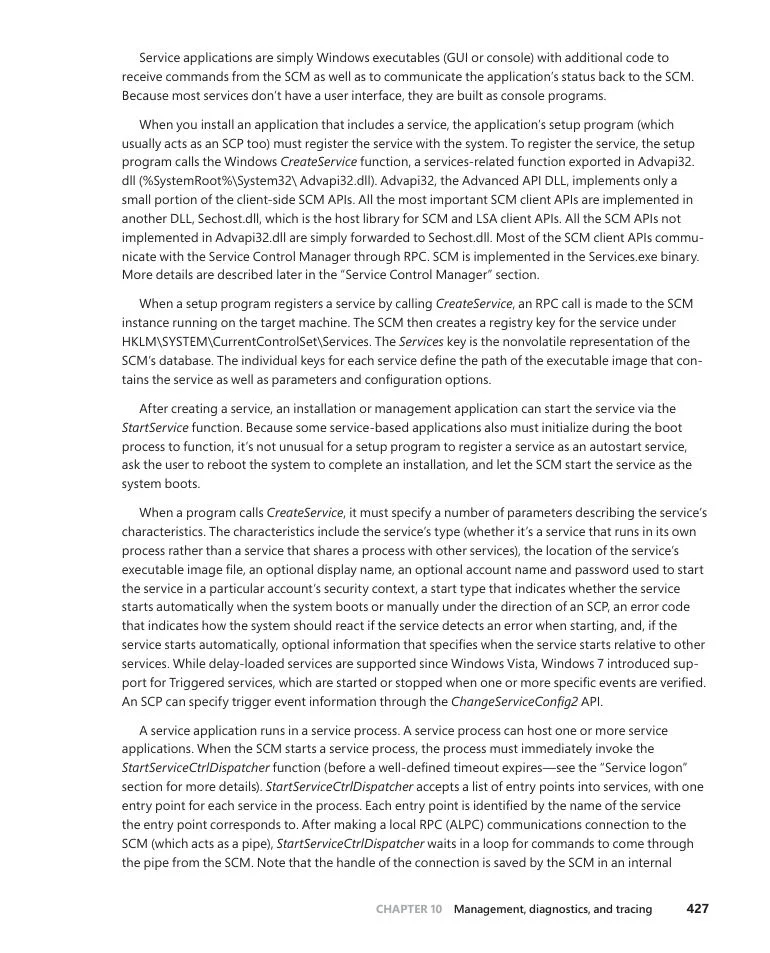 Service applications are simply Windows executables (GUI or console) with additional code to
receive commands from the SCM as well as to communicate the application's status back to the SCM.
Because most services don't have a user interface, they are built as console programs.
When you install an application that includes a service, the application's setup program (which
usually acts as an SCP too) must register the service with the system. To register the service, the setup
program calls the Windows CreateService function, a services-related function exported in Advapi32.
dll (%SystemRoot%\System32\ Advapi32.dll). Advapi32, the Advanced API DLL, implements only a
small portion of the client-side SCM APIs. All the most important SCM client APIs are implemented in
another DLL, Sechost.dll, which is the host library for SCM and LSA client APIs. All the SCM APIs not
implemented in Advapi32.dll are simply forwarded to Sechost.dll. Most of the SCM client APIs commu-
nicate with the Service Control Manager through RPC. SCM is implemented in the Services.exe binary.
More details are described later in the "Service Control Manager" section.
When a setup program registers a service by calling CreateService, an RPC call is made to the SCM
instance running on the target machine. The SCM then creates a registry key for the service under
HKLM\SYSTEM\CurrentControlSet\Services. The Services key is the nonvolatile representation of the
SCM's database. The individual keys for each service define the path of the executable image that con-
tains the service as well as parameters and configuration options.
After creating a service, an installation or management application can start the service via the
StartService function. Because some service-based applications also must initialize during the boot
process to function, it's not unusual for a setup program to register a service as an autostart service,
ask the user to reboot the system to complete an installation, and let the SCM start the service as the
system boots.
When a program calls CreateService, it must specify a number of parameters describing the service's
characteristics. The characteristics include the service's type (whether it's a service that runs in its own
process rather than a service that shares a process with other services), the location of the service's
executable image file, an optional display name, an optional account name and password used to start
the service in a particular account's security context, a start type that indicates whether the service
starts automatically when the system boots or manually under the direction of an SCP, an error code
that indicates how the system should react if the service detects an error when starting, and, if the
service starts automatically, optional information that specifies when the service starts relative to other
services. While delay-loaded services are supported since Windows Vista, Windows 7 introduced sup-
port for Triggered services, which are started or stopped when one or more specific events are verified.
An SCP can specify trigger event information through the ChangeServiceConfig2 API.
A service application runs in a service process. A service process can host one or more service
applications. When the SCM starts a service process, the process must immediately invoke the
StartServiceCtrlDispatcher function (before a well-defined timeout expires—see the "Service logon"
section for more details). StartServiceCtrlDispatcher accepts a list of entry points into services, with one
entry point for each service in the process. Each entry point is identified by the name of the service
the entry point corresponds to. After making a local RPC (ALPC) communications connection to the
SCM (which acts as a pipe), StartServiceCtrlDispatcher waits in a loop for commands to come through
the pipe from the SCM. Note that the handle of the connection is saved by the SCM in an internal
CHAPTER 10 Management, diagnostics, and tracing 427